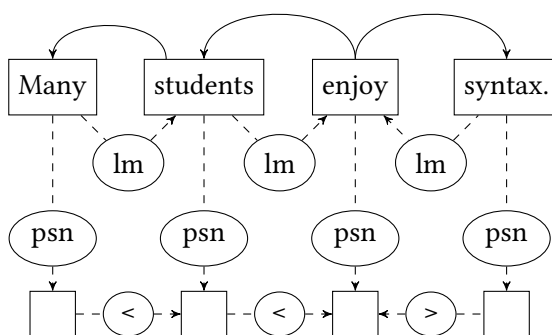 Many students enjoy syntax.
lm lm lm
psn psn psn psn
< < >